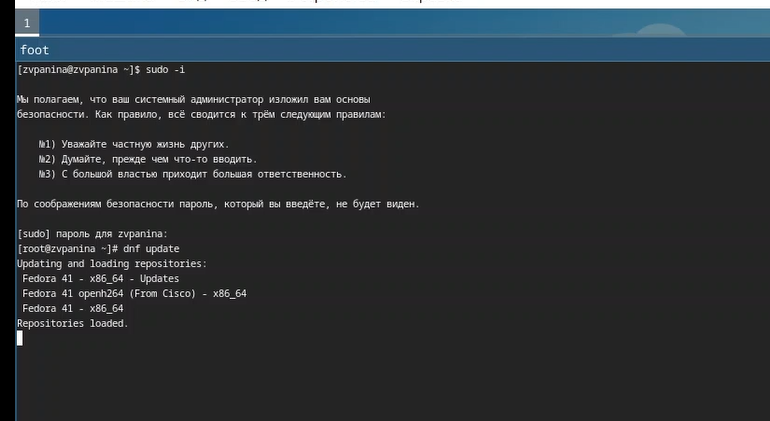 1
foot
[zvpanina@zvpanina ~]$ sudo -i
Мы полагаем, что ваш системный администратор изложил вам основы
безопасности. Как правило, всё сводится к трём следующим правилам:
№1) Уважайте частную жизнь других.
№2) Думайте, прежде чем что-то вводить.
№3) С большой властью приходит большая ответственность.
По соображениям безопасности пароль, который вы введёте, не будет виден.
[sudo] пароль для zvpanina:
[root@zvpanina ~]# dnf update
Updating and loading repositories:
Fedora 41 - x86_64 - Updates
Fedora 41 openh264 (From Cisco) - x86_64
Fedora 41 - x86_64
Repositories loaded.